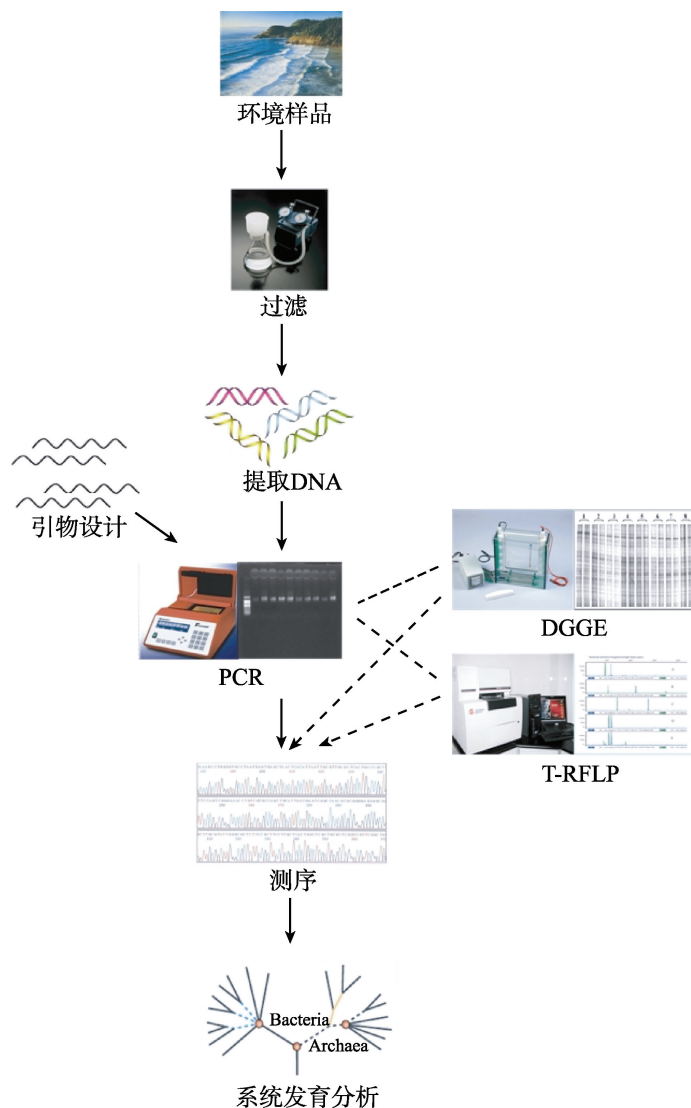 环境样品
过滤
提取DNA
引物设计
PCR
DGGE
T-RFLP
测序
Bacteria
Archaea
系统发育分析